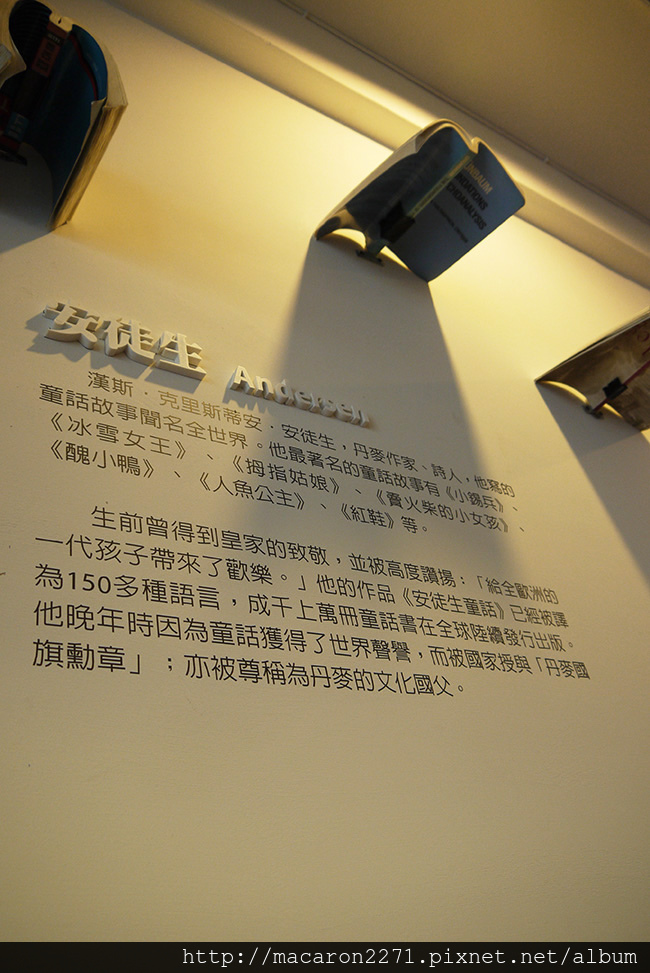 BAUM
DATIONS
CHOANALYSIS
安徒生 Andersen
漢斯．克里斯蒂安．安徒生，丹麥作家、詩人，他寫的
童話故事聞名全世界。他最著名的童話故事有《小錫兵》、
《冰雪女王》、《拇指姑娘》、《賣火柴的小女孩》、
《醜小鴨》、《人魚公主》、《紅鞋》等。
生前曾得到皇家的致敬，並被高度讚揚：「給全歐洲的
一代孩子帶來了歡樂。」他的作品《安徒生童話》已經被譯
為150多種語言，成千上萬冊童話書在全球陸續發行出版。
他晚年時因為童話獲得了世界聲譽，而被國家授與「丹麥國
旗勳章」；亦被尊稱為丹麥的文化國父。
http://macaron2271.pixnet.net/album